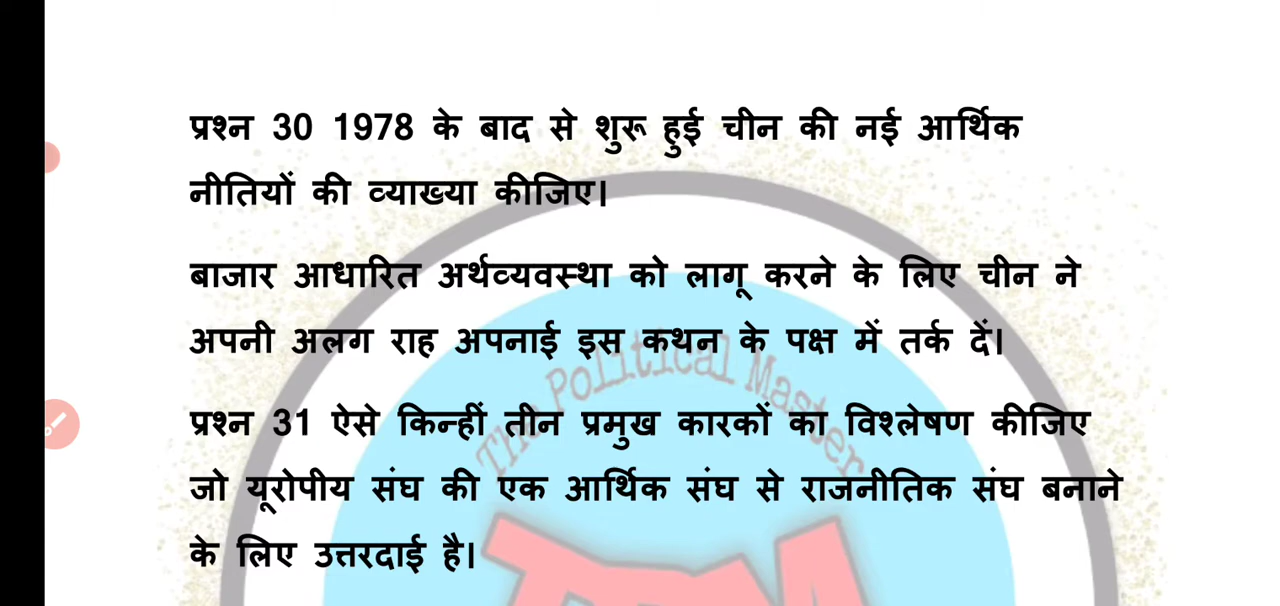 प्रश्न 30 1978 के बाद से शुरू हुई चीन की नई आर्थिक
नीतियों की व्याख्या कीजिए।
बाजार आधारित अर्थव्यवस्था को लागू करने के लिए चीन ने
अपनी अलग राह अपनाई इस कथन के पक्ष में तर्क दें।
The Political Master
प्रश्न 31 ऐसे किन्हीं तीन प्रमुख कारकों का विश्लेषण कीजिए
जो यूरोपीय संघ की एक आर्थिक संघ से राजनीतिक संघ बनाने
के लिए उत्तरदाई है।